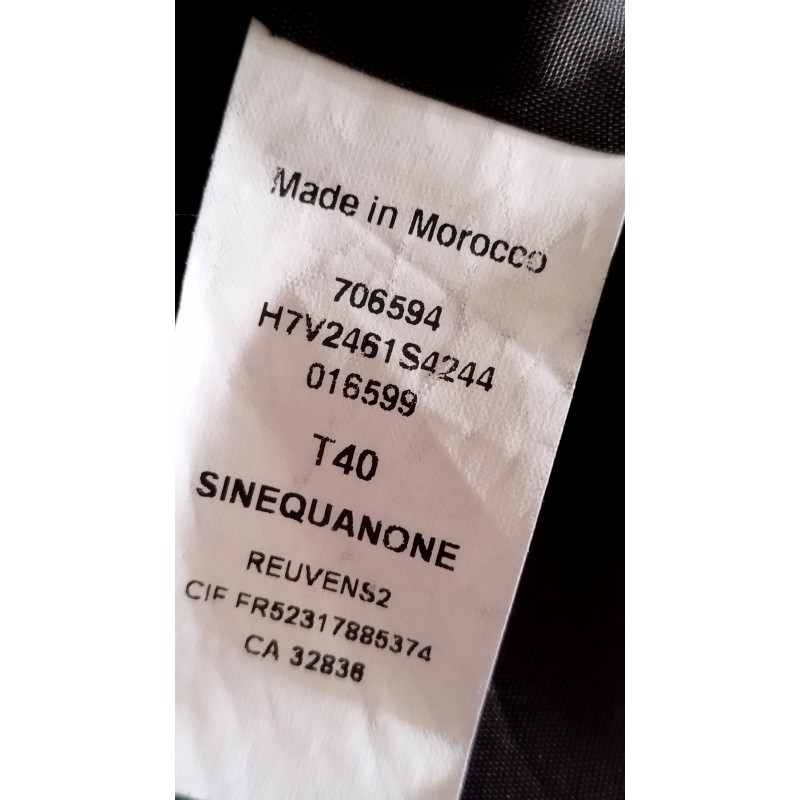 Made in Morocco
706594
H7V2461S4244
016599
T40
SINEQUANONE
REUVENS2
CIF FR52317885374
CA 32836